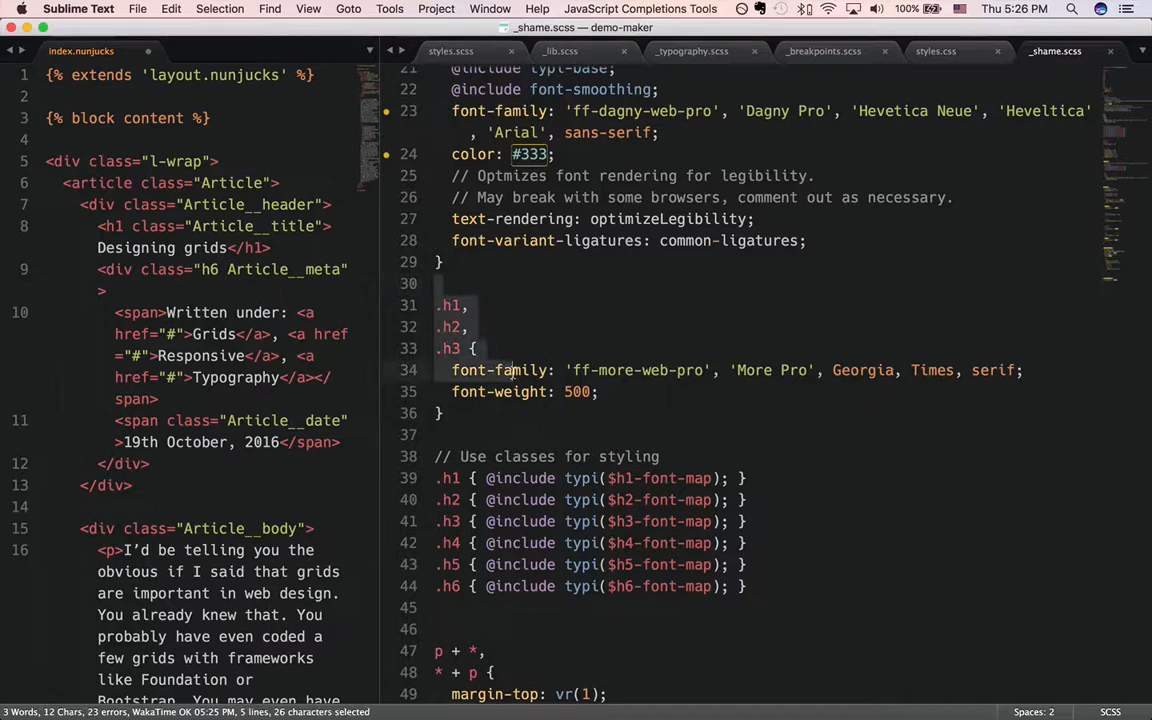 Sublime Text File Edit Selection Find View Goto Tools Project Window JavaScript Completions Tools Help 100% Thu 5:26 PM
_shame.scss — demo-maker
index.nunjucks
styles.scss × _lib.scss × _typography.scss × _breakpoints.scss × styles.css × _shame.scss ×
1 {% extends 'layout.nunjucks' %}
2
3 {% block content %}
4
5 <div class="l-wrap">
6 <article class="Article">
7 <div class="Article__header">
8 <h1 class="Article__title">
Designing grids</h1>
9 <div class="h6 Article__meta"
>
10 <span>Written under: <a
href="#">Grids</a>, <a href
="#">Responsive</a>, <a
href="#">Typography</a></
span>
11 <span class="Article__date"
>19th October, 2016</span>
12 </div>
13 </div>
14
15 <div class="Article__body">
16 <p>I’d be telling you the
obvious if I said that grids
are important in web design.
You already knew that. You
probably have even coded a
few grids with frameworks
like Foundation or
Bootstrap. You may even have
21 @include typi-base;
22 @include font-smoothing;
23 font-family: 'ff-dagny-web-pro', 'Dagny Pro', 'Hevetica Neue', 'Heveltica'
, 'Arial', sans-serif;
24 color: #333;
25 // Optmizes font rendering for legibility.
26 // May break with some browsers, comment out as necessary.
27 text-rendering: optimizeLegibility;
28 font-variant-ligatures: common-ligatures;
29 }
30
31 .h1,
32 .h2,
33 .h3 {
34 font-family: 'ff-more-web-pro', 'More Pro', Georgia, Times, serif;
35 font-weight: 500;
36 }
37
38 // Use classes for styling
39 .h1 { @include typi($h1-font-map); }
40 .h2 { @include typi($h2-font-map); }
41 .h3 { @include typi($h3-font-map); }
42 .h4 { @include typi($h4-font-map); }
43 .h5 { @include typi($h5-font-map); }
44 .h6 { @include typi($h6-font-map); }
45
46
47 p + *,
48 * + p {
49 margin-top: vr(1);
3 Words, 12 Chars, 23 errors, WakaTime OK 05:25 PM, 5 lines, 26 characters selected Spaces: 2 SCSS